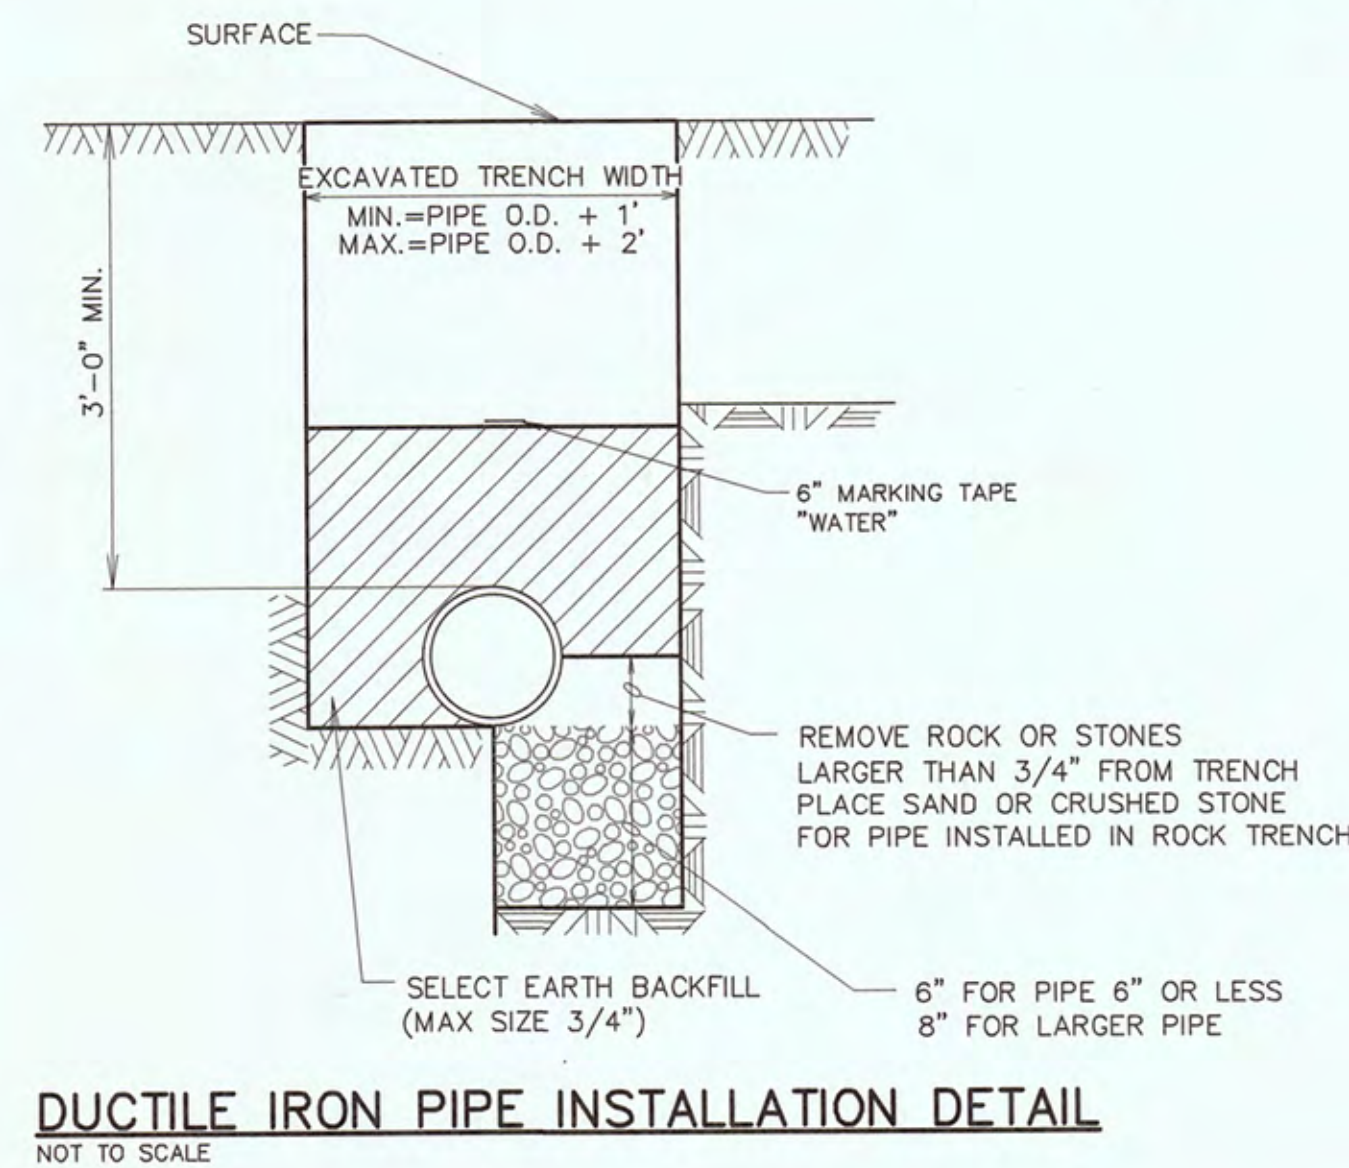 SURFACE
EXCAVATED TRENCH WIDTH
MIN.=PIPE O.D. + 1'
MAX.=PIPE O.D. + 2'
3'-0" MIN.
6" MARKING TAPE
"WATER"
REMOVE ROCK OR STONES
LARGER THAN 3/4" FROM TRENCH
PLACE SAND OR CRUSHED STONE
FOR PIPE INSTALLED IN ROCK TRENCH
SELECT EARTH BACKFILL
(MAX SIZE 3/4")
6" FOR PIPE 6" OR LESS
8" FOR LARGER PIPE
DUCTILE IRON PIPE INSTALLATION DETAIL
NOT TO SCALE